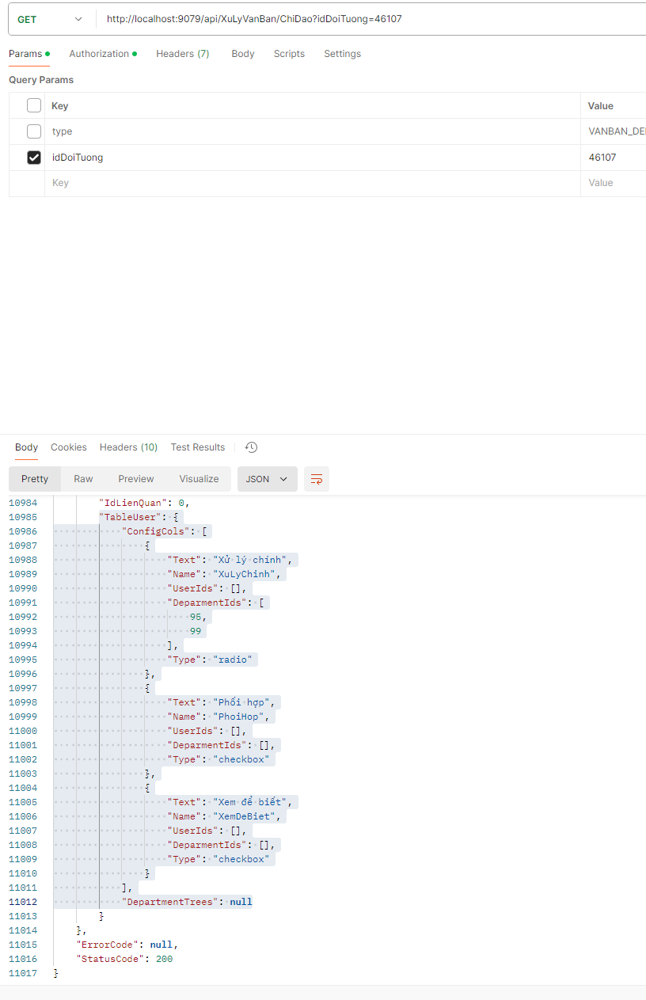 GET http://localhost:9079/api/XuLyVanBan/ChiDao?idDoiTuong=46107
Params Authorization Headers (7) Body Scripts Settings
Query Params
Key Value
type VANBAN_DE
idDoiTuong 46107
Key Value
Body Cookies Headers (10) Test Results
Pretty Raw Preview Visualize JSON
10984 "IdLienQuan": 0,
10985 "TableUser": {
10986 "ConfigCols": [
10987 {
10988 "Text": "Xử lý chính",
10989 "Name": "XuLyChinh",
10990 "UserIds": [],
10991 "DeparmentIds": [
10992 95,
10993 99
10994 ],
10995 "Type": "radio"
10996 },
10997 {
10998 "Text": "Phối hợp",
10999 "Name": "PhoiHop",
11000 "UserIds": [],
11001 "DeparmentIds": [],
11002 "Type": "checkbox"
11003 },
11004 {
11005 "Text": "Xem để biết",
11006 "Name": "XemDeBiet",
11007 "UserIds": [],
11008 "DeparmentIds": [],
11009 "Type": "checkbox"
11010 }
11011 ],
11012 "DepartmentTrees": null
11013 }
11014 },
11015 "ErrorCode": null,
11016 "StatusCode": 200
11017 }